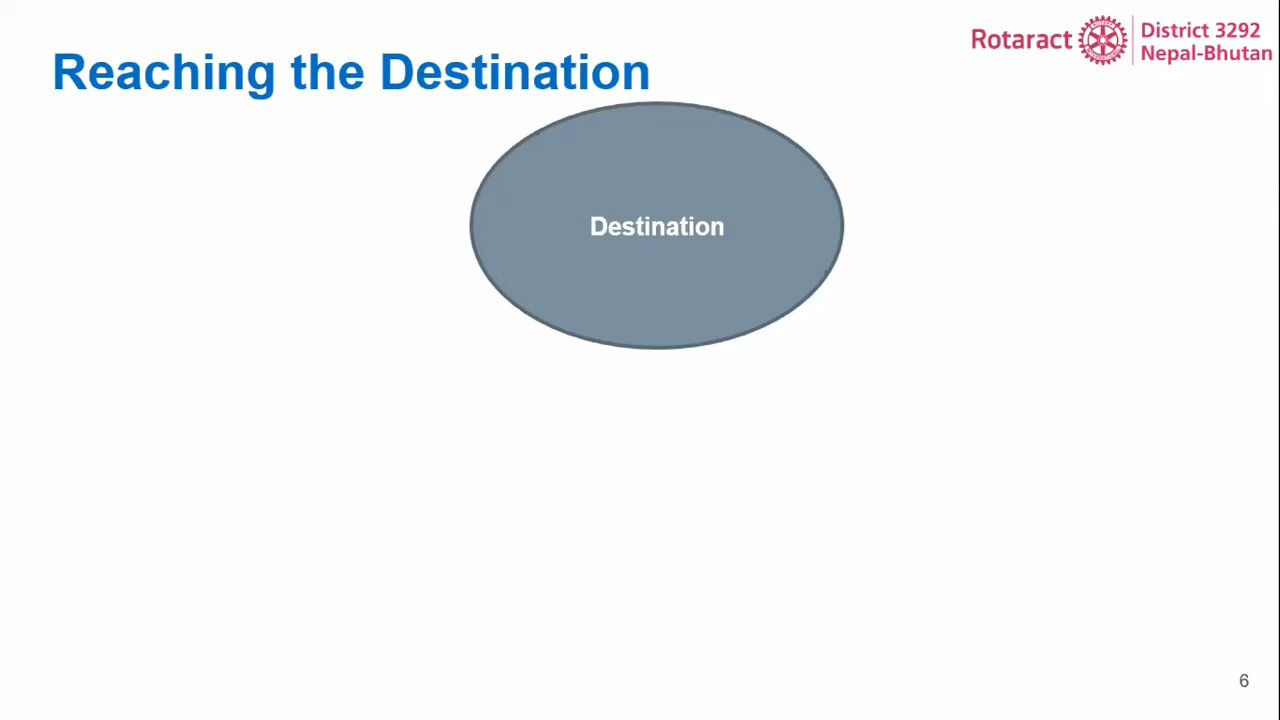 Rotaract
District 3292
Nepal-Bhutan
Reaching the Destination
Destination
6